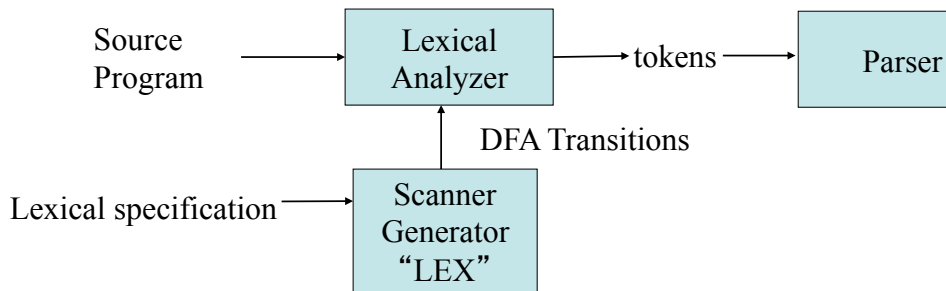 Source
Program
Lexical
Analyzer
tokens
Parser
DFA Transitions
Lexical specification
Scanner
Generator
“LEX”